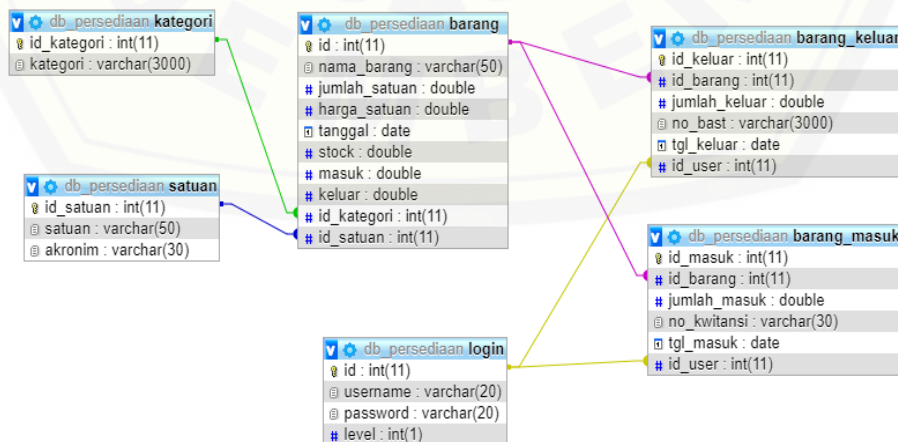 db_persediaan kategori
id_kategori : int(11)
kategori : varchar(3000)
db_persediaan satuan
id_satuan : int(11)
satuan : varchar(50)
akronim : varchar(30)
db_persediaan barang
id : int(11)
nama_barang : varchar(50)
jumlah_satuan : double
harga_satuan : double
tanggal : date
stock : double
masuk : double
keluar : double
id_kategori : int(11)
id_satuan : int(11)
db_persediaan login
id : int(11)
username : varchar(20)
password : varchar(20)
level : int(1)
db_persediaan barang_keluar
id_keluar : int(11)
id_barang : int(11)
jumlah_keluar : double
no_bast : varchar(3000)
tgl_keluar : date
id_user : int(11)
db_persediaan barang_masuk
id_masuk : int(11)
id_barang : int(11)
jumlah_masuk : double
no_kwitansi : varchar(30)
tgl_masuk : date
id_user : int(11)